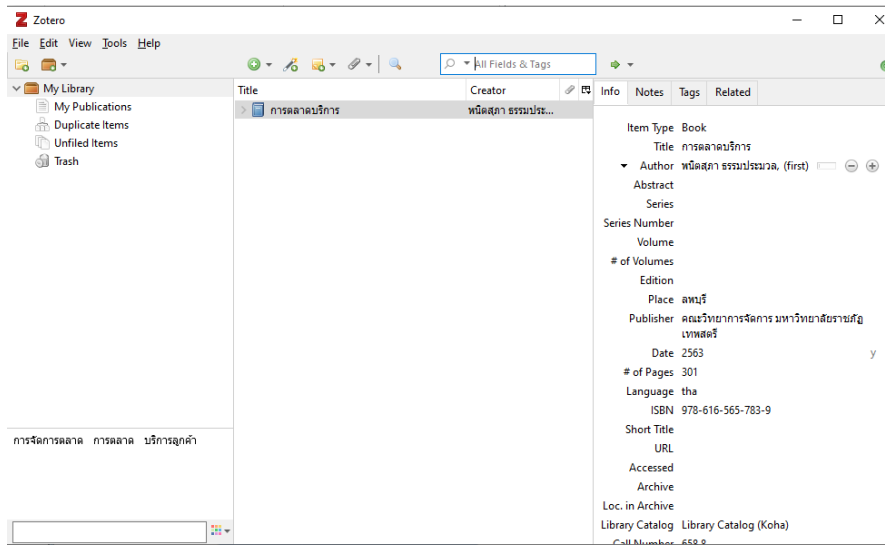 Zotero
File Edit View Tools Help
All Fields & Tags
My Library
My Publications
Duplicate Items
Unfiled Items
Trash
การจัดการตลาด การตลาด บริการลูกค้า
Title Creator
การตลาดบริการ พนิตสุภา ธรรมประ...
Info Notes Tags Related
Item Type Book
Title การตลาดบริการ
Author พนิตสุภา ธรรมประมวล, (first)
Abstract
Series
Series Number
Volume
# of Volumes
Edition
Place ลพบุรี
Publisher คณะวิทยาการจัดการ มหาวิทยาลัยราชภัฏ
เทพสตรี
Date 2563 y
# of Pages 301
Language tha
ISBN 978-616-565-783-9
Short Title
URL
Accessed
Archive
Loc. in Archive
Library Catalog Library Catalog (Koha)
Call Number 658.8